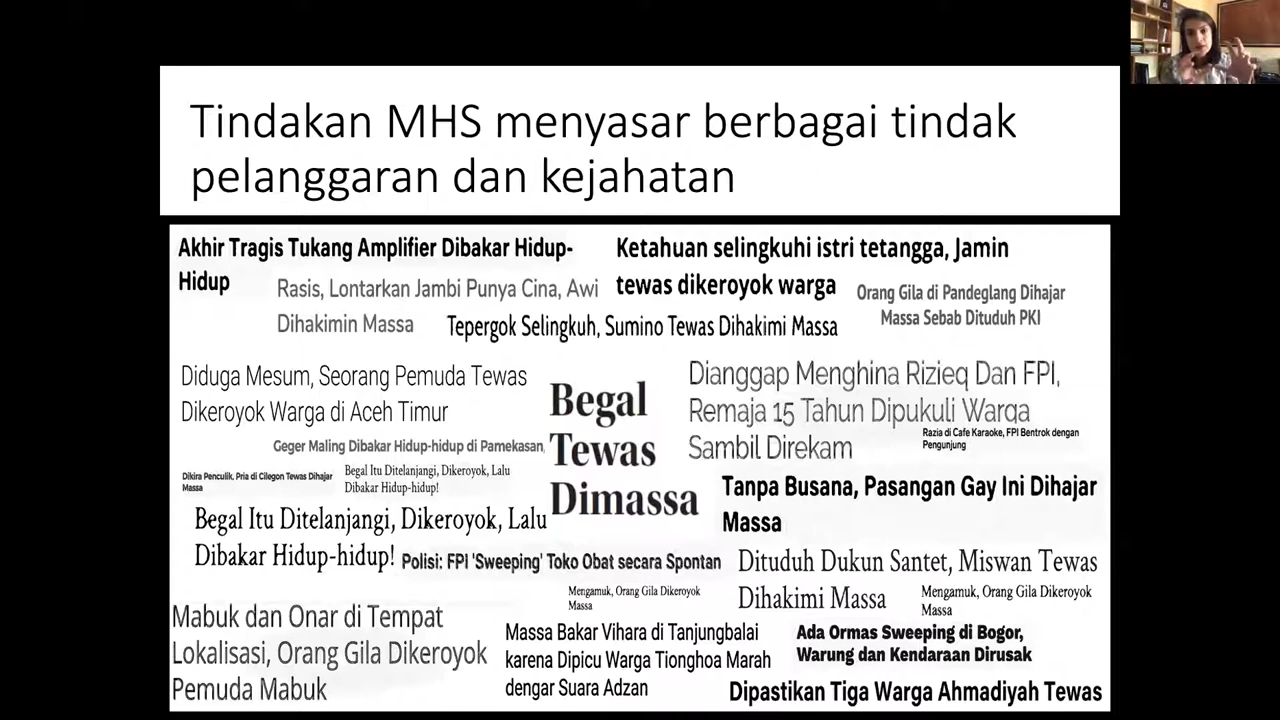 Tindakan MHS menyasar berbagai tindak
pelanggaran dan kejahatan
Akhir Tragis Tukang Amplifier Dibakar Hidup-
Hidup
Rasis, Lontarkan Jambi Punya Cina, Awi
Dihakimin Massa
Ketahuan selingkuhi istri tetangga, Jamin
tewas dikeroyok warga
Orang Gila di Pandeglang Dihajar
Massa Sebab Dituduh PKI
Tepergok Selingkuh, Sumino Tewas Dihakimi Massa
Diduga Mesum, Seorang Pemuda Tewas
Dikeroyok Warga di Aceh Timur
Begal
Tewas
Dimassa
Dianggap Menghina Rizieq Dan FPI,
Remaja 15 Tahun Dipukuli Warga
Sambil Direkam
Razia di Cafe Karaoke, FPI Bentrok dengan
Pengunjung
Geger Maling Dibakar Hidup-hidup di Pamekasan,
Dikira Penculik, Pria di Cilegon Tewas Dihajar
Massa
Begal Itu Ditelanjangi, Dikeroyok, Lalu
Dibakar Hidup-hidup!
Tanpa Busana, Pasangan Gay Ini Dihajar
Massa
Begal Itu Ditelanjangi, Dikeroyok, Lalu
Dibakar Hidup-hidup!
Polisi: FPI 'Sweeping' Toko Obat secara Spontan
Dituduh Dukun Santet, Miswan Tewas
Dihakimi Massa
Mengamuk, Orang Gila Dikeroyok
Massa
Mengamuk, Orang Gila Dikeroyok
Massa
Mabuk dan Onar di Tempat
Lokalisasi, Orang Gila Dikeroyok
Pemuda Mabuk
Massa Bakar Vihara di Tanjungbalai
karena Dipicu Warga Tionghoa Marah
dengar Suara Adzan
Ada Ormas Sweeping di Bogor,
Warung dan Kendaraan Dirusak
Dipastikan Tiga Warga Ahmadiyah Tewas